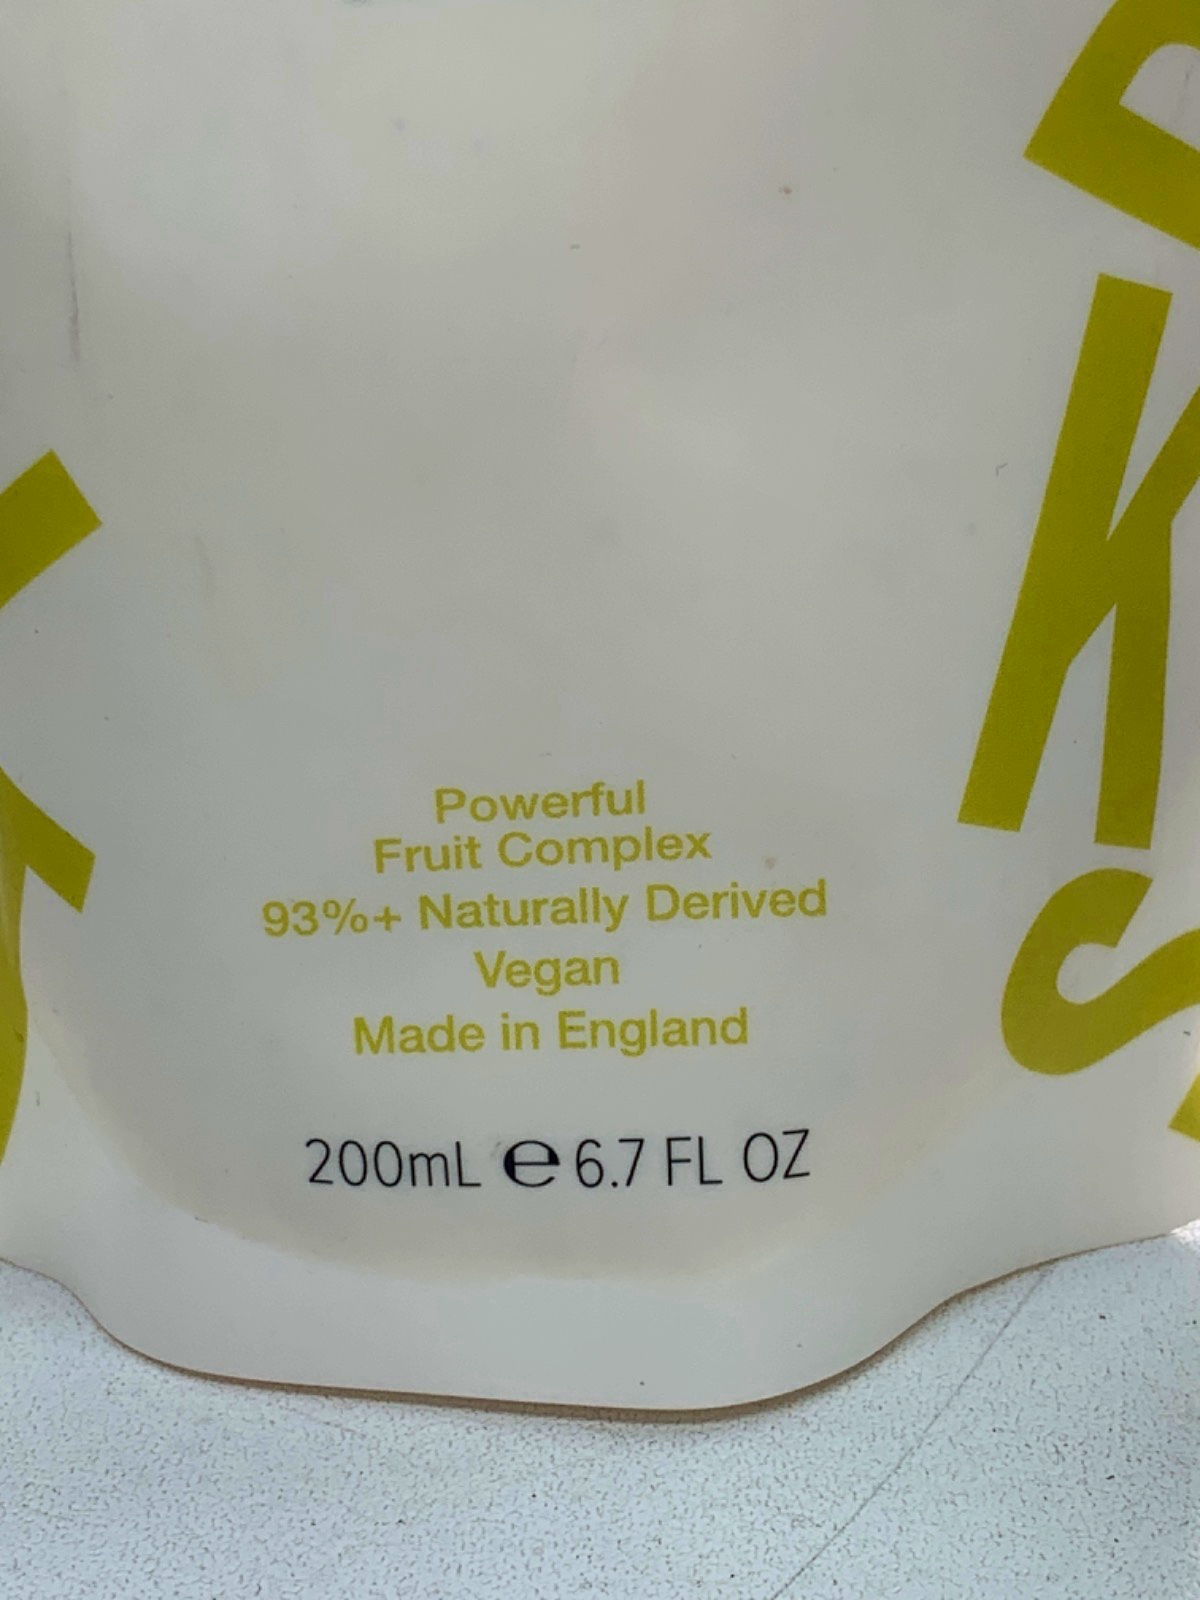 Powerful
Fruit Complex
93%+ Naturally Derived
Vegan
Made in England
200mL e 6.7 FL OZ